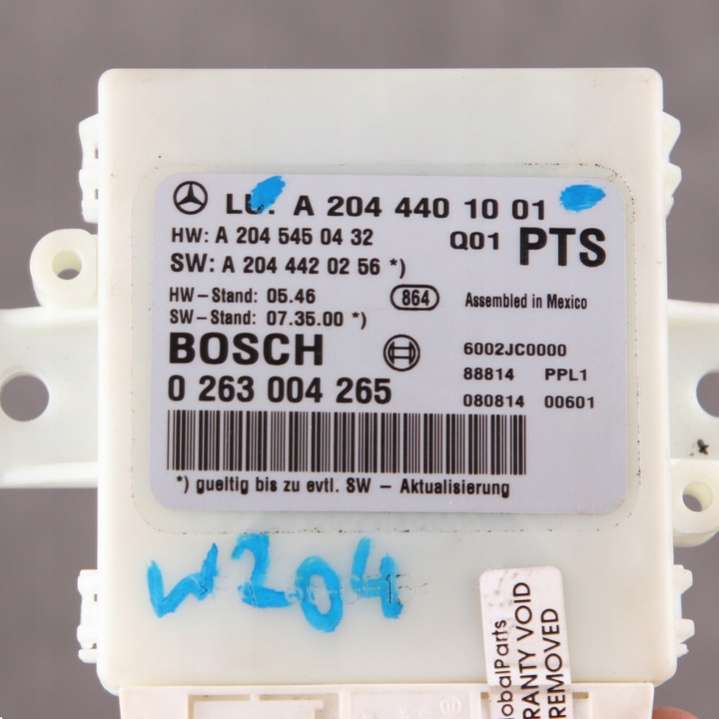 LU: A 204 440 10 01
HW: A 204 545 04 32 Q01 PTS
SW: A 204 442 02 56 *)
HW – Stand: 05.46 864 Assembled in Mexico
SW – Stand: 07.35.00 *)
BOSCH 6002JC0000
0 263 004 265 88814 PPL1
080814 00601
*) gueltig bis zu evtl. SW – Aktualisierung
W204
lobalParts
RANTY VOID
REMOVED